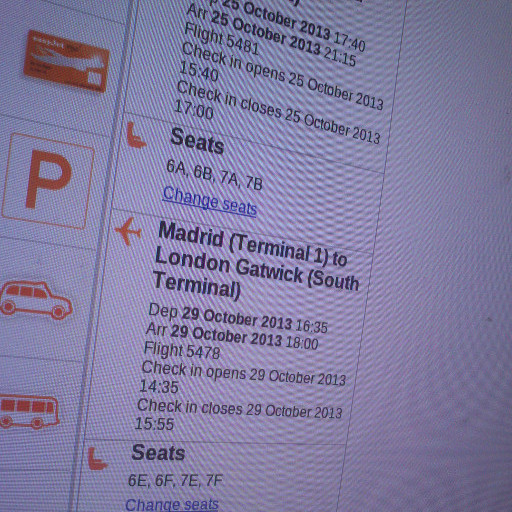 25 October 2013 17:40
Arr 25 October 2013 21:15
Flight 5481
Check in opens 25 October 2013
15:40
Check in closes 25 October 2013
17:00
Seats
6A, 6B, 7A, 7B
Change seats
P
Madrid (Terminal 1) to
London Gatwick (South
Terminal)
Dep 29 October 2013 16:35
Arr 29 October 2013 18:00
Flight 5478
Check in opens 29 October 2013
14:35
Check in closes 29 October 2013
15:55
Seats
6E, 6F, 7E, 7F
Change seats